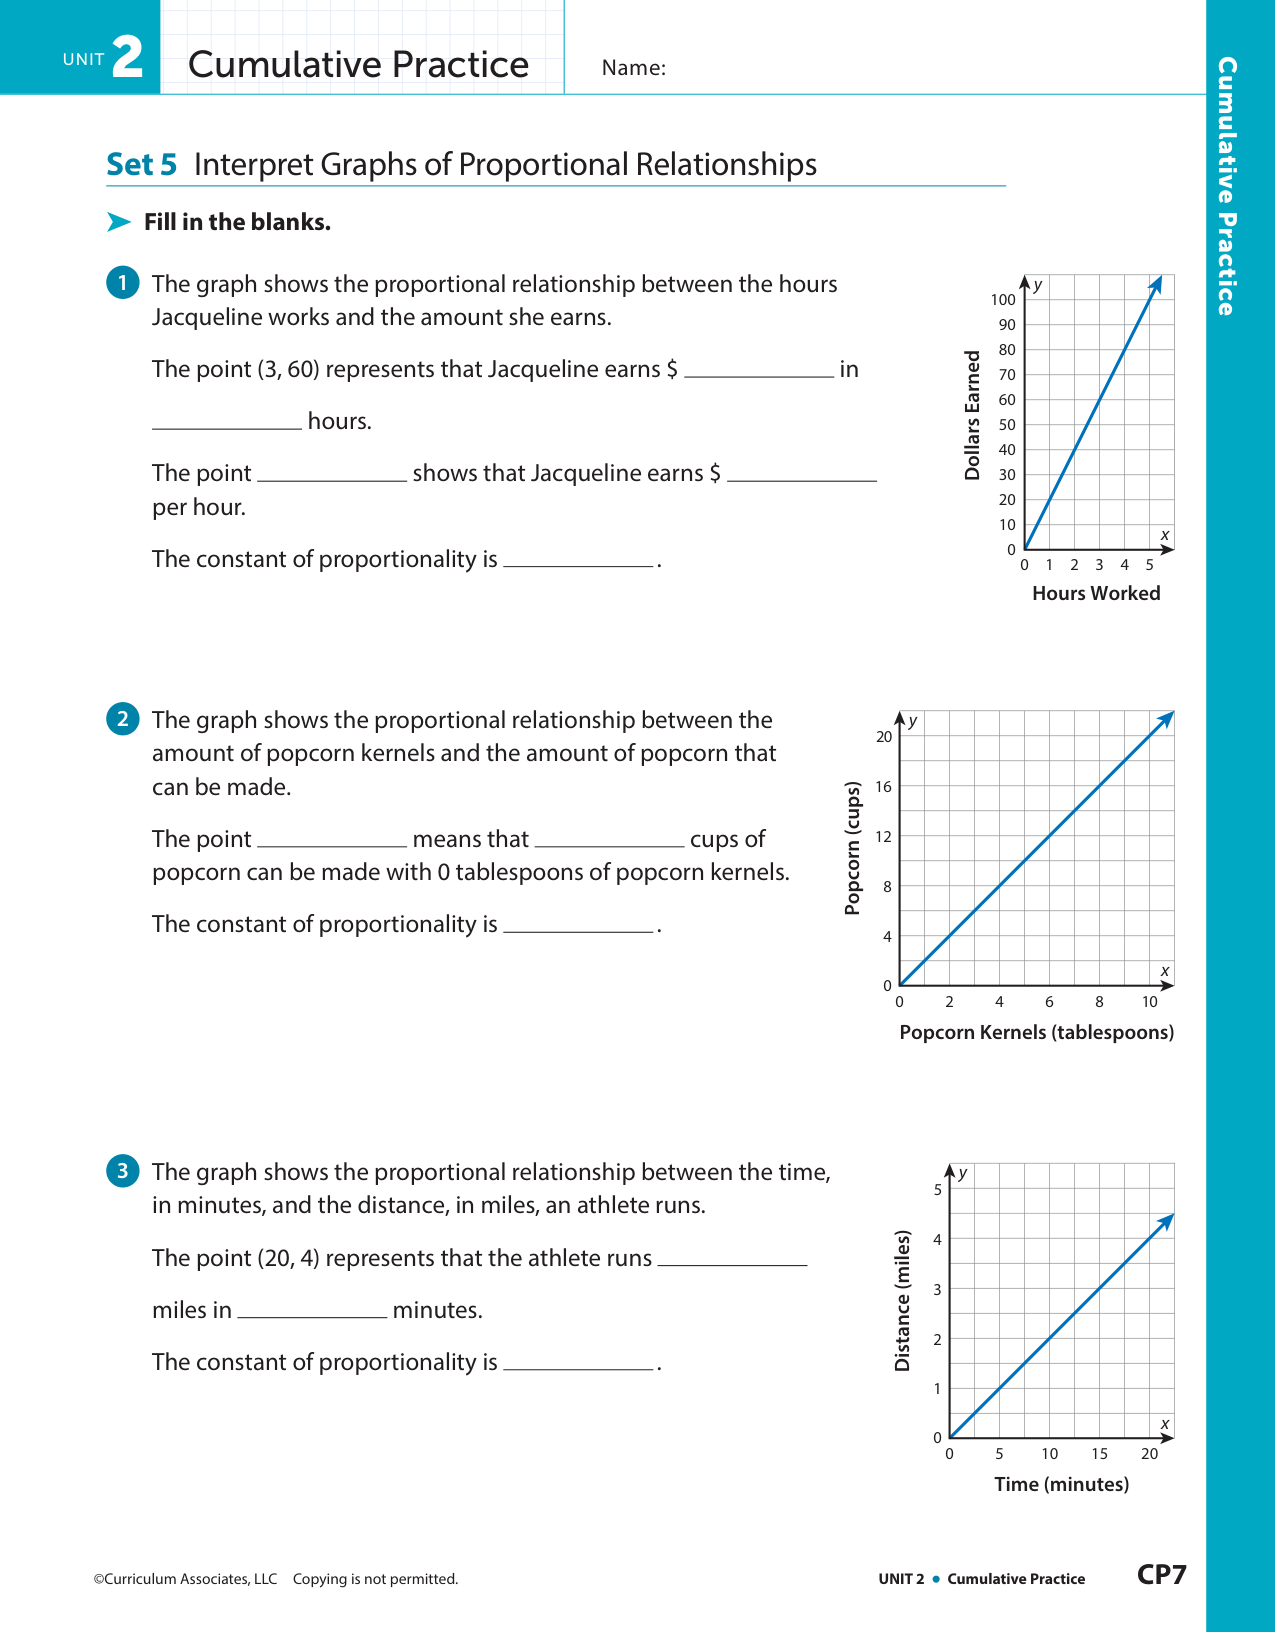 UNIT 2 Cumulative Practice Name:
Cumulative Practice
Set 5 Interpret Graphs of Proportional Relationships
➤ Fill in the blanks.
1 The graph shows the proportional relationship between the hours
Jacqueline works and the amount she earns.
The point (3, 60) represents that Jacqueline earns $ ____________ in
____________ hours.
The point ____________ shows that Jacqueline earns $ ____________
per hour.
The constant of proportionality is ____________ .
y
100
90
80
70
60
50
40
30
20
10
0
Dollars Earned
x
0 1 2 3 4 5
Hours Worked
2 The graph shows the proportional relationship between the
amount of popcorn kernels and the amount of popcorn that
can be made.
The point ____________ means that ____________ cups of
popcorn can be made with 0 tablespoons of popcorn kernels.
The constant of proportionality is ____________ .
y
20
16
12
8
4
0
Popcorn (cups)
x
0 2 4 6 8 10
Popcorn Kernels (tablespoons)
3 The graph shows the proportional relationship between the time,
in minutes, and the distance, in miles, an athlete runs.
The point (20, 4) represents that the athlete runs ____________
miles in ____________ minutes.
The constant of proportionality is ____________ .
y
5
4
3
2
1
0
Distance (miles)
x
0 5 10 15 20
Time (minutes)
©Curriculum Associates, LLC Copying is not permitted.
UNIT 2 • Cumulative Practice CP7